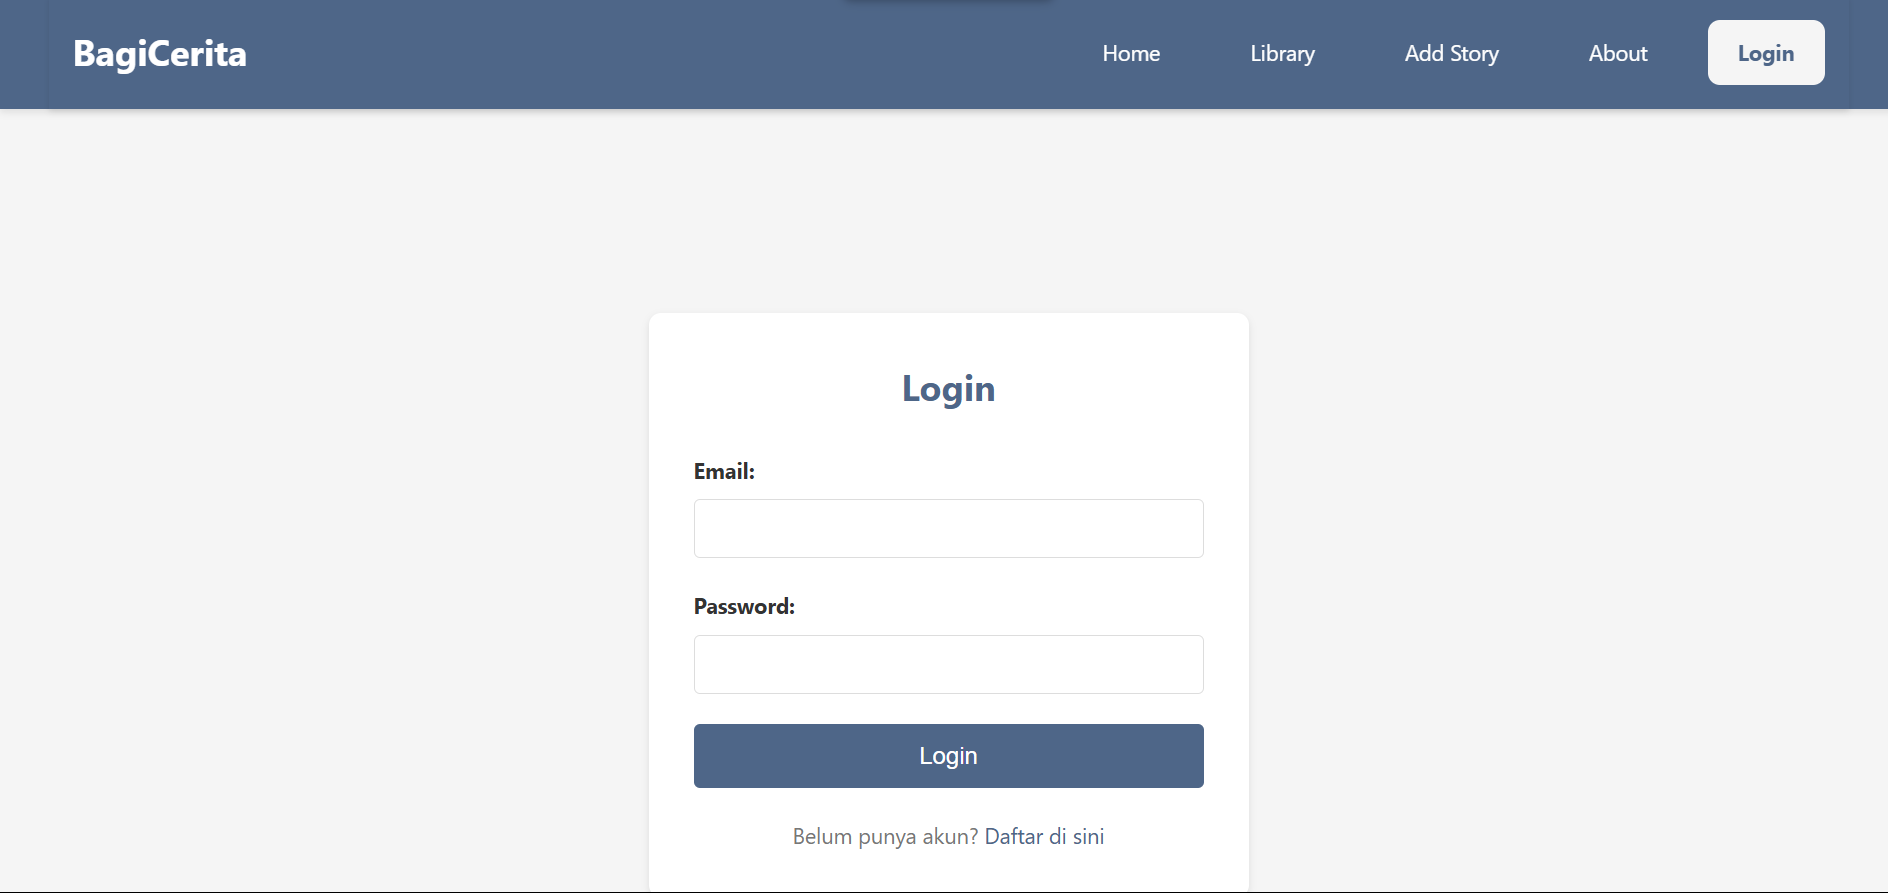 BagiCerita
Home Library Add Story About Login
Login
Email:
Password:
Login
Belum punya akun? Daftar di sini